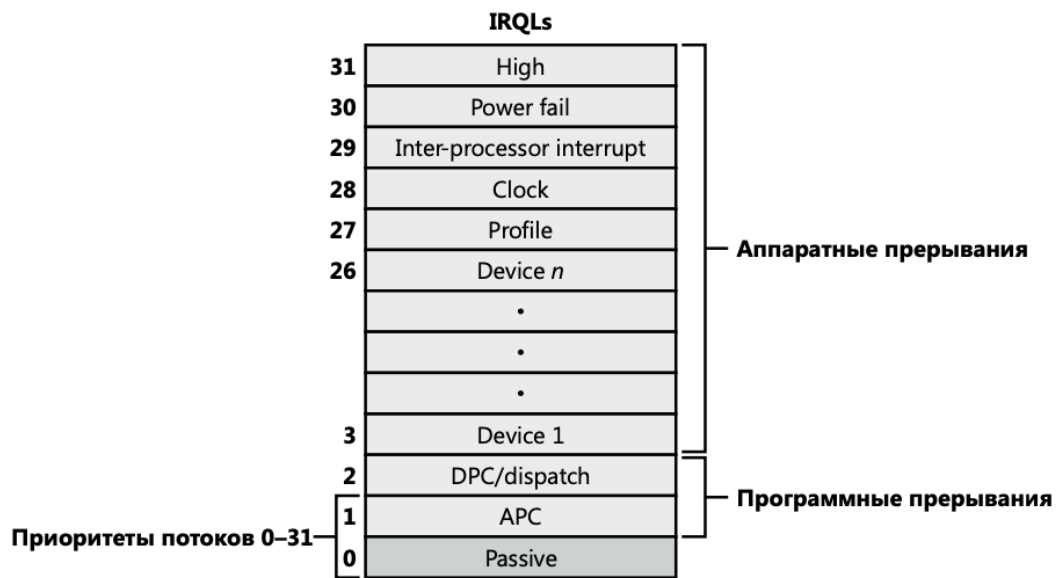 IRQLs
31 High
30 Power fail
29 Inter-processor interrupt
28 Clock
27 Profile
Аппаратные прерывания
26 Device n
•
•
•
3 Device 1
2 DPC/dispatch
Программные прерывания
1 APC
Приоритеты потоков 0–31
0 Passive